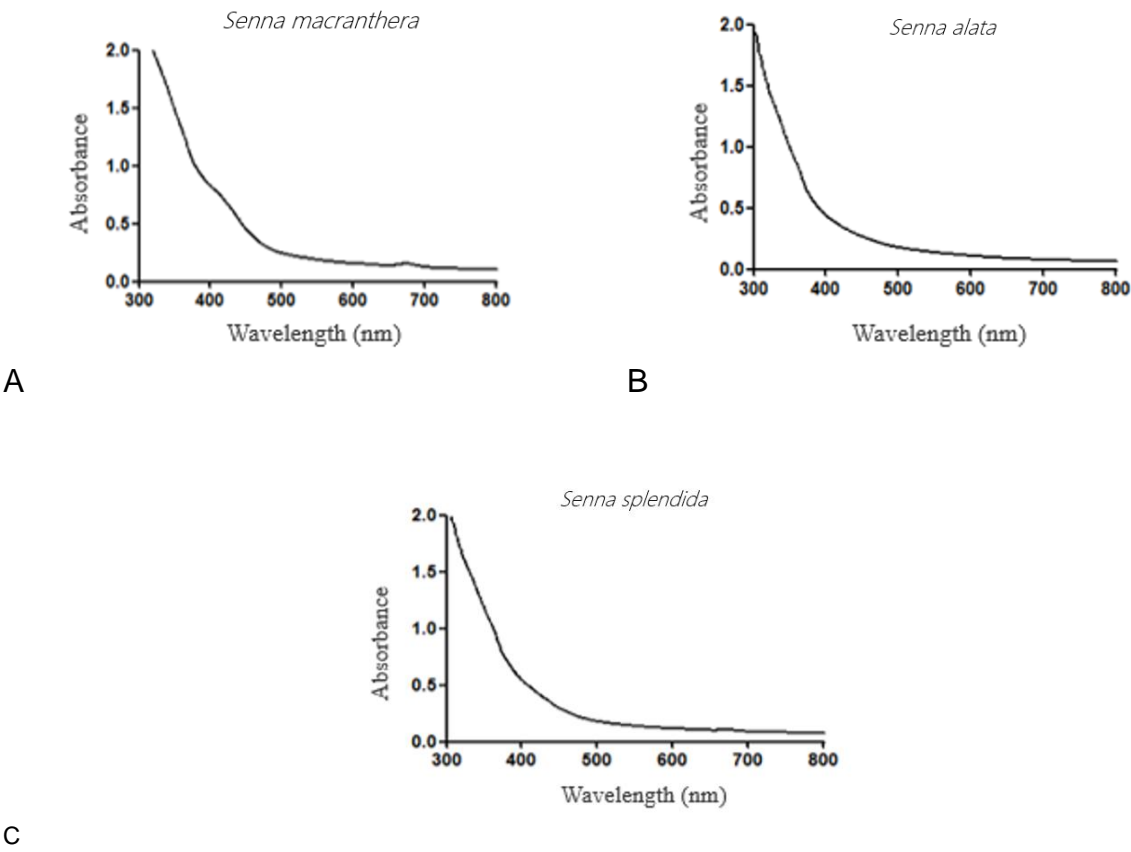 Senna macranthera
2.0
1.5
1.0
0.5
0.0
Absorbance
300 400 500 600 700 800
Wavelength (nm)
A
Senna alata
2.0
1.5
1.0
0.5
0.0
Absorbance
300 400 500 600 700 800
Wavelength (nm)
B
Senna splendida
2.0
1.5
1.0
0.5
0.0
Absorbance
300 400 500 600 700 800
Wavelength (nm)
C